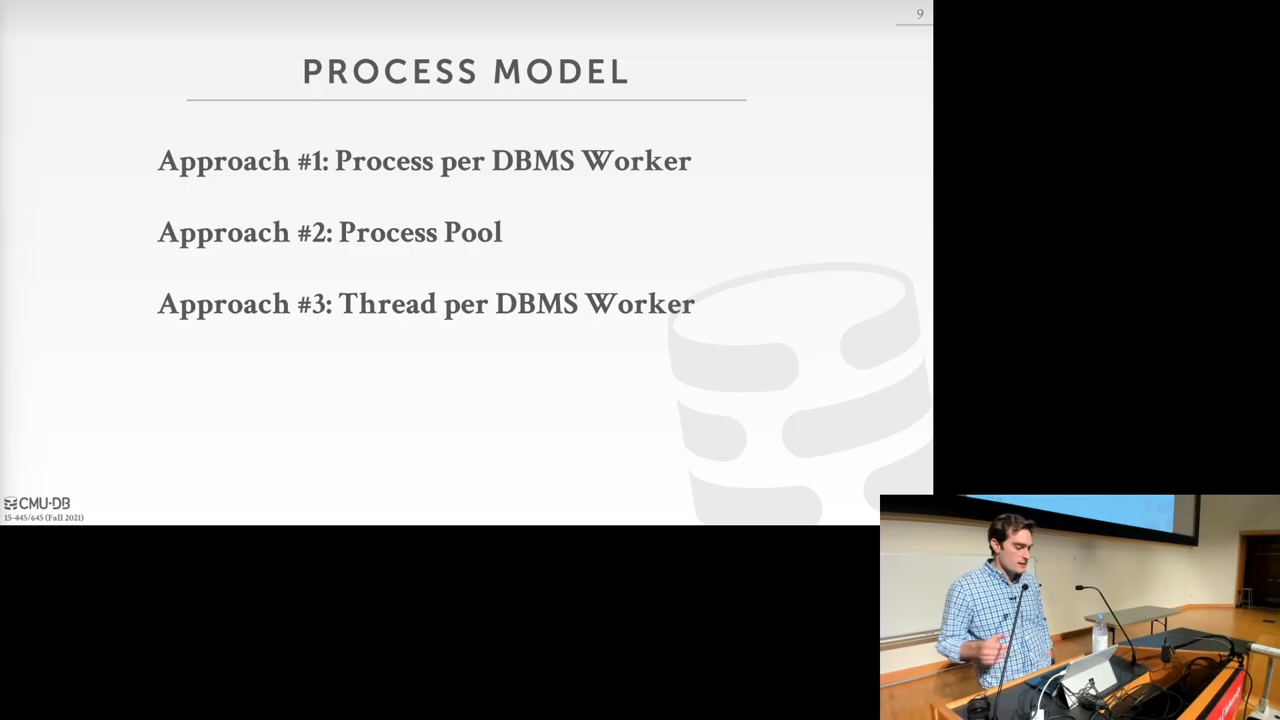 9
PROCESS MODEL
Approach #1: Process per DBMS Worker
Approach #2: Process Pool
Approach #3: Thread per DBMS Worker
CMU·DB
15-445/645 (Fall 2021)